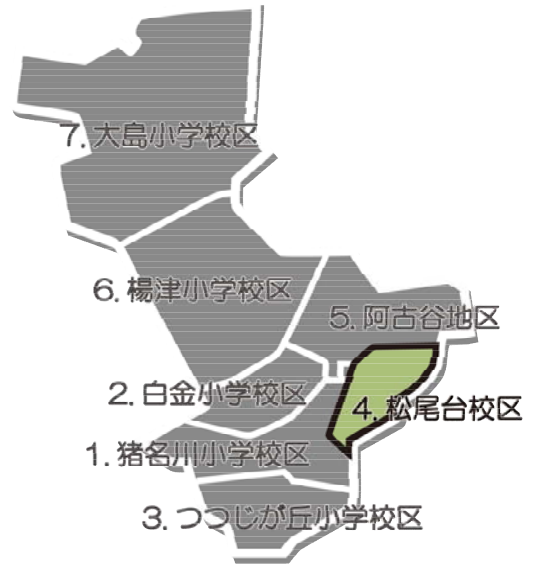 7. 大島小学校区
6. 楊津小学校区
5. 阿古谷地区
2. 白金小学校区
4. 松尾台校区
1. 猪名川小学校区
3. つつじが丘小学校区